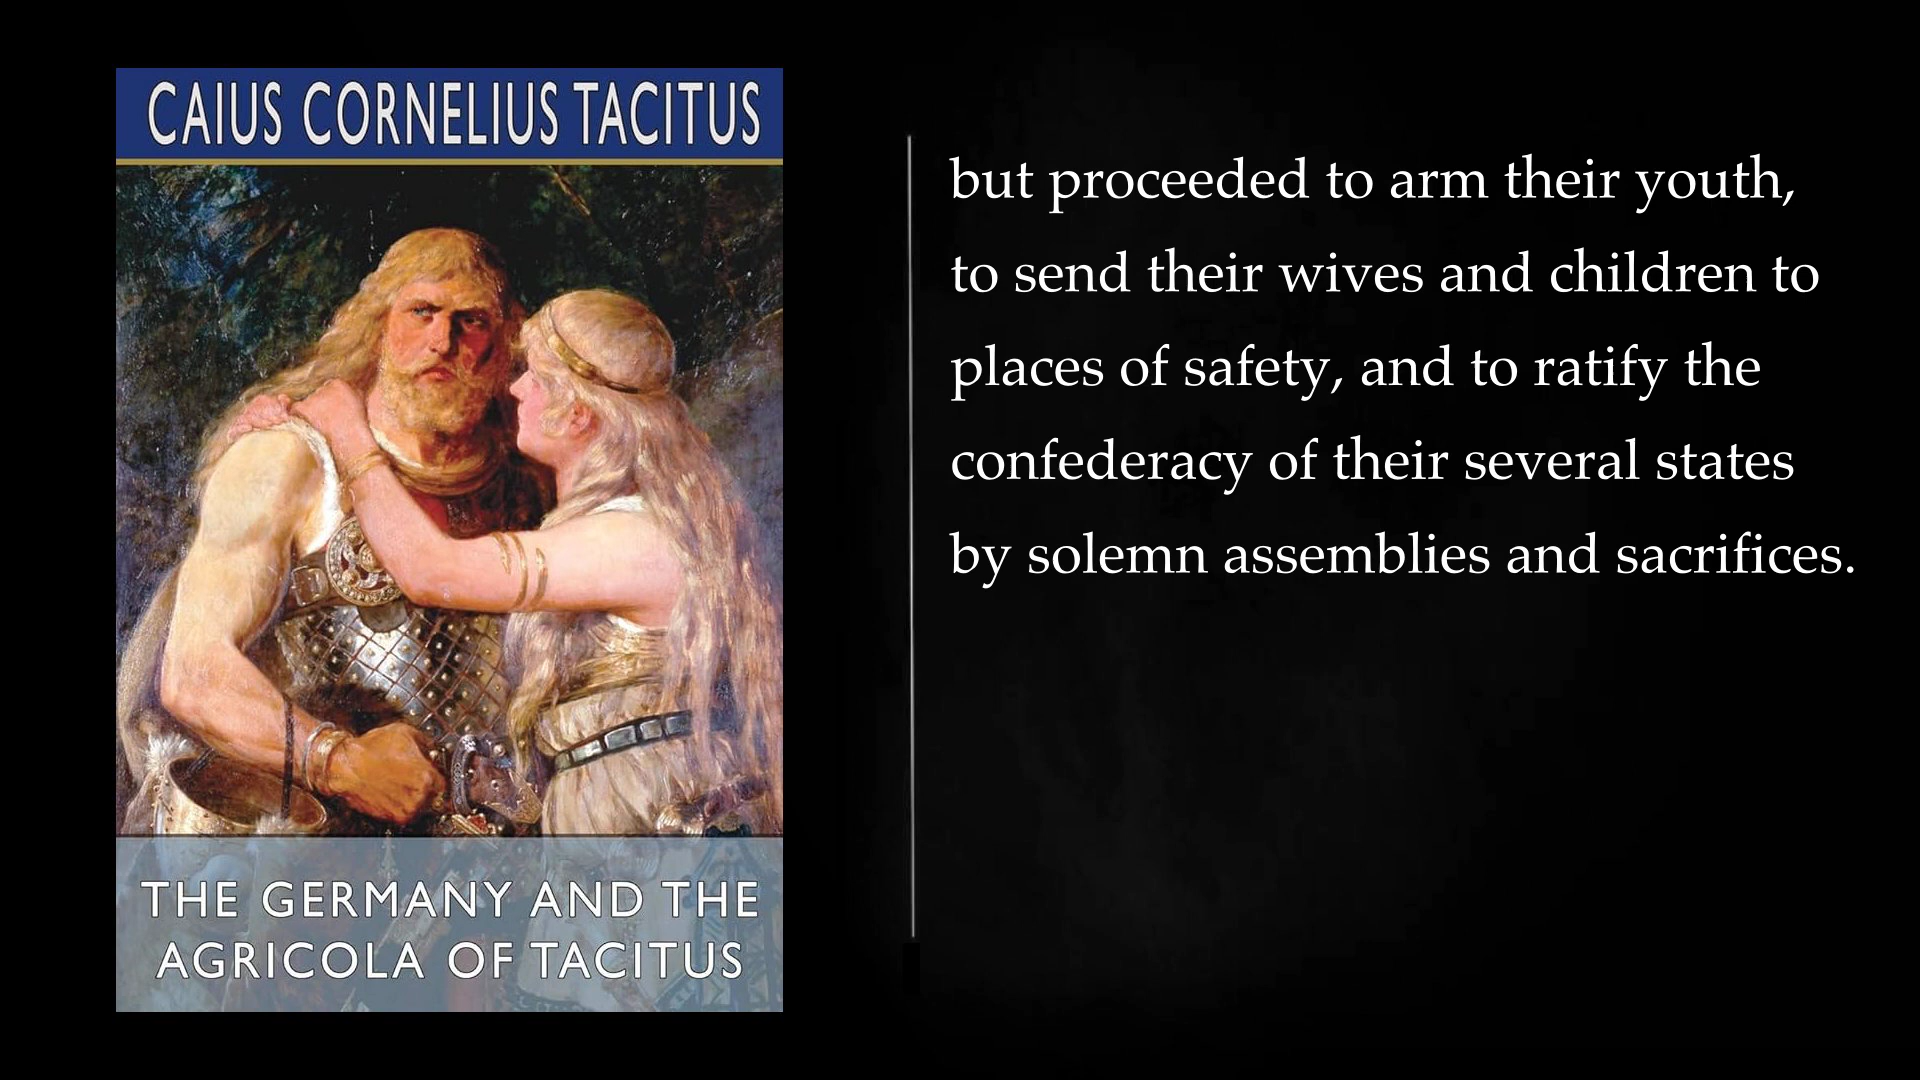 CAIUS CORNELIUS TACITUS
THE GERMANY AND THE
AGRICOLA OF TACITUS
but proceeded to arm their youth,
to send their wives and children to
places of safety, and to ratify the
confederacy of their several states
by solemn assemblies and sacrifices.